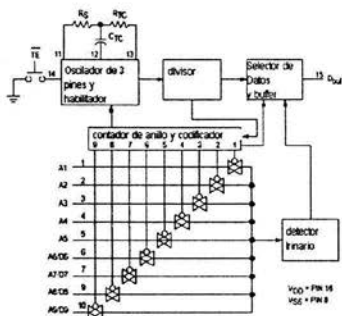 RS RTC
CTC
11 12 13
TE
14
Oscilador de 3
pines y
habilitador
divisor
Selector de
Datos
y buffer
15 Dout
contador de anillo y codificador
9 8 7 6 5 4 3 2 1
A1 1
A2 2
A3 3
A4 4
A5 5
A6/D6 6
A7/D7 7
A8/D8 9
A9/D9 10
detector
trinario
VDD = PIN 16
VSS = PIN 8